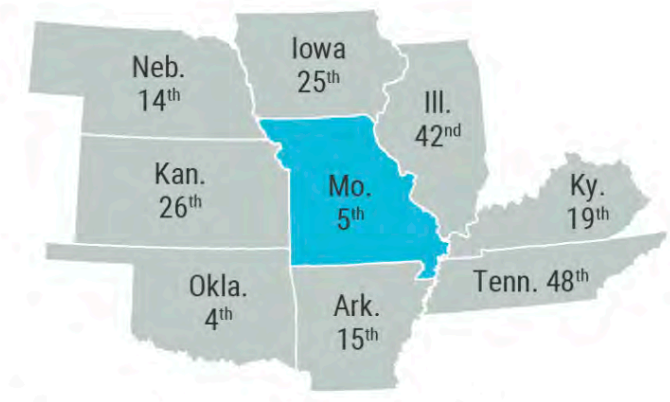 Neb.
14th
Iowa
25th
Ill.
42nd
Kan.
26th
Mo.
5th
Ky.
19th
Okla.
4th
Ark.
15th
Tenn. 48th